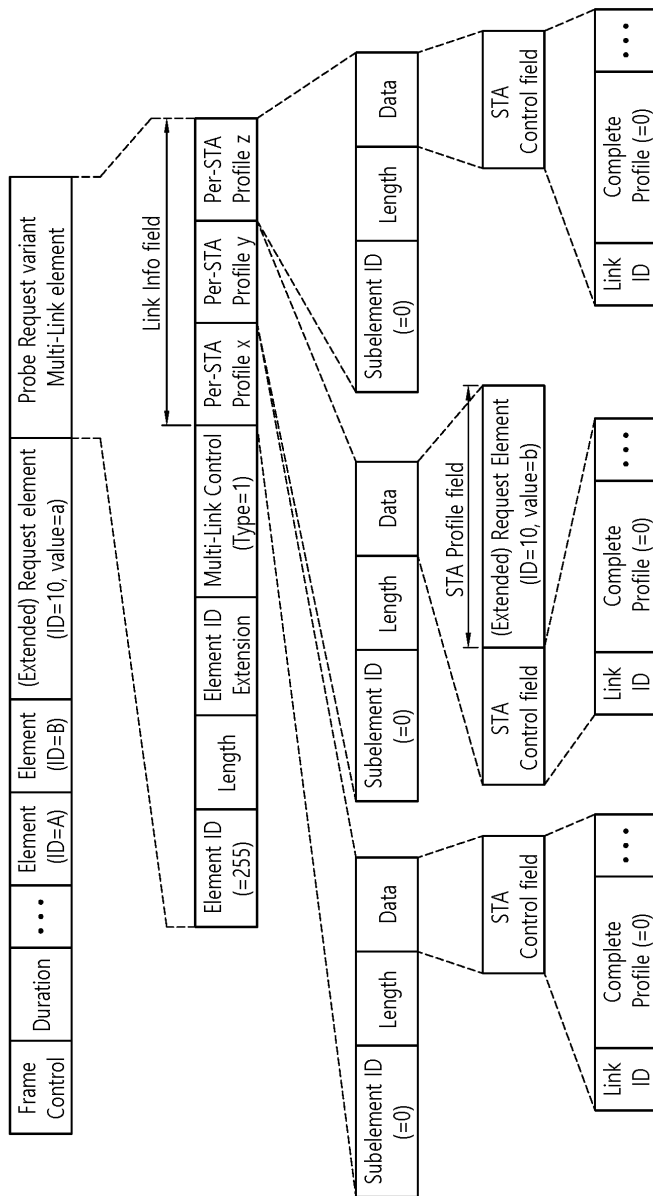 Frame
Control
Duration
•••
Element
(ID=A)
Element
(ID=B)
(Extended) Request element
(ID=10, value=a)
Probe Request variant
Multi-Link element
Link Info field
Element ID
(=255)
Length
Element ID
Extension
Multi-Link Control
(Type=1)
Per-STA
Profile x
Per-STA
Profile y
Per-STA
Profile z
Subelement ID
(=0)
Length
Data
Subelement ID
(=0)
Length
Data
Subelement ID
(=0)
Length
Data
STA
Control field
STA Profile field
STA
Control field
(Extended) Request Element
(ID=10, value=b)
STA
Control field
Link
ID
Complete
Profile (=0)
•••
Link
ID
Complete
Profile (=0)
•••
Link
ID
Complete
Profile (=0)
•••